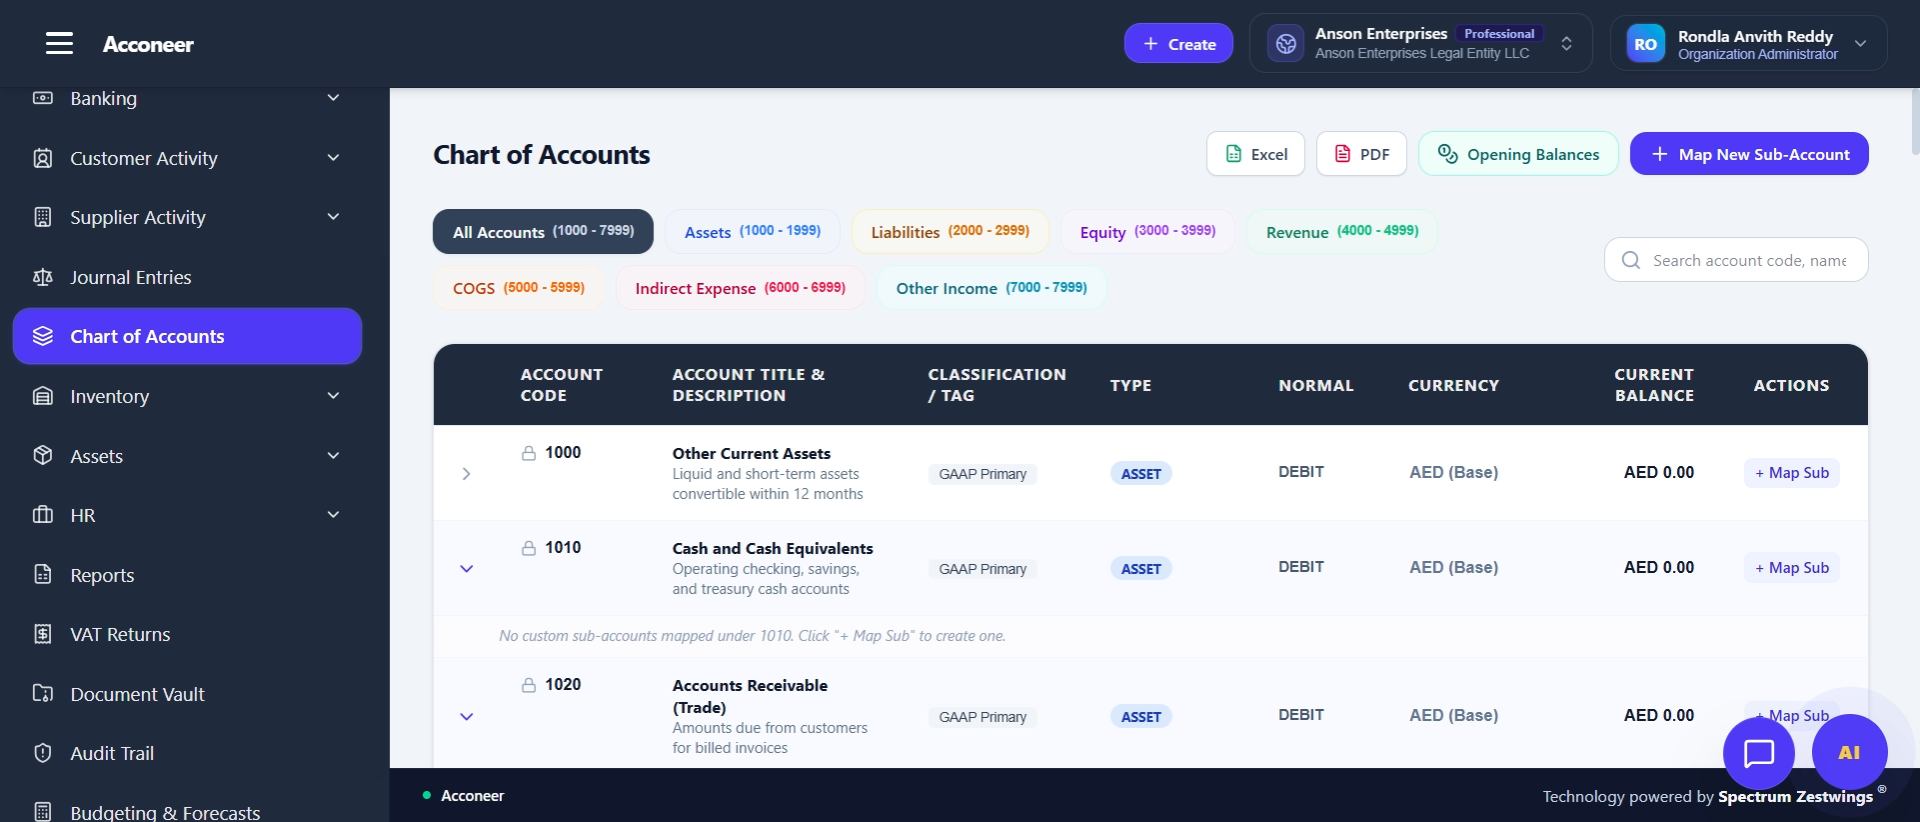 Acconeer
+ Create
Anson Enterprises Professional
Anson Enterprises Legal Entity LLC
RO
Rondla Anvith Reddy
Organization Administrator
Banking
Customer Activity
Supplier Activity
Journal Entries
Chart of Accounts
Inventory
Assets
HR
Reports
VAT Returns
Document Vault
Audit Trail
Budgeting & Forecasts
Chart of Accounts
Excel
PDF
Opening Balances
+ Map New Sub-Account
All Accounts (1000 - 7999)
Assets (1000 - 1999)
Liabilities (2000 - 2999)
Equity (3000 - 3999)
Revenue (4000 - 4999)
COGS (5000 - 5999)
Indirect Expense (6000 - 6999)
Other Income (7000 - 7999)
Search account code, name
ACCOUNT
CODE
ACCOUNT TITLE &
DESCRIPTION
CLASSIFICATION
/ TAG
TYPE
NORMAL
CURRENCY
CURRENT
BALANCE
ACTIONS
1000
Other Current Assets
Liquid and short-term assets
convertible within 12 months
GAAP Primary
ASSET
DEBIT
AED (Base)
AED 0.00
+ Map Sub
1010
Cash and Cash Equivalents
Operating checking, savings,
and treasury cash accounts
GAAP Primary
ASSET
DEBIT
AED (Base)
AED 0.00
+ Map Sub
No custom sub-accounts mapped under 1010. Click "+ Map Sub" to create one.
1020
Accounts Receivable
(Trade)
Amounts due from customers
for billed invoices
GAAP Primary
ASSET
DEBIT
AED (Base)
AED 0.00
+ Map Sub
AI
Acconeer
Technology powered by Spectrum Zestwings ®